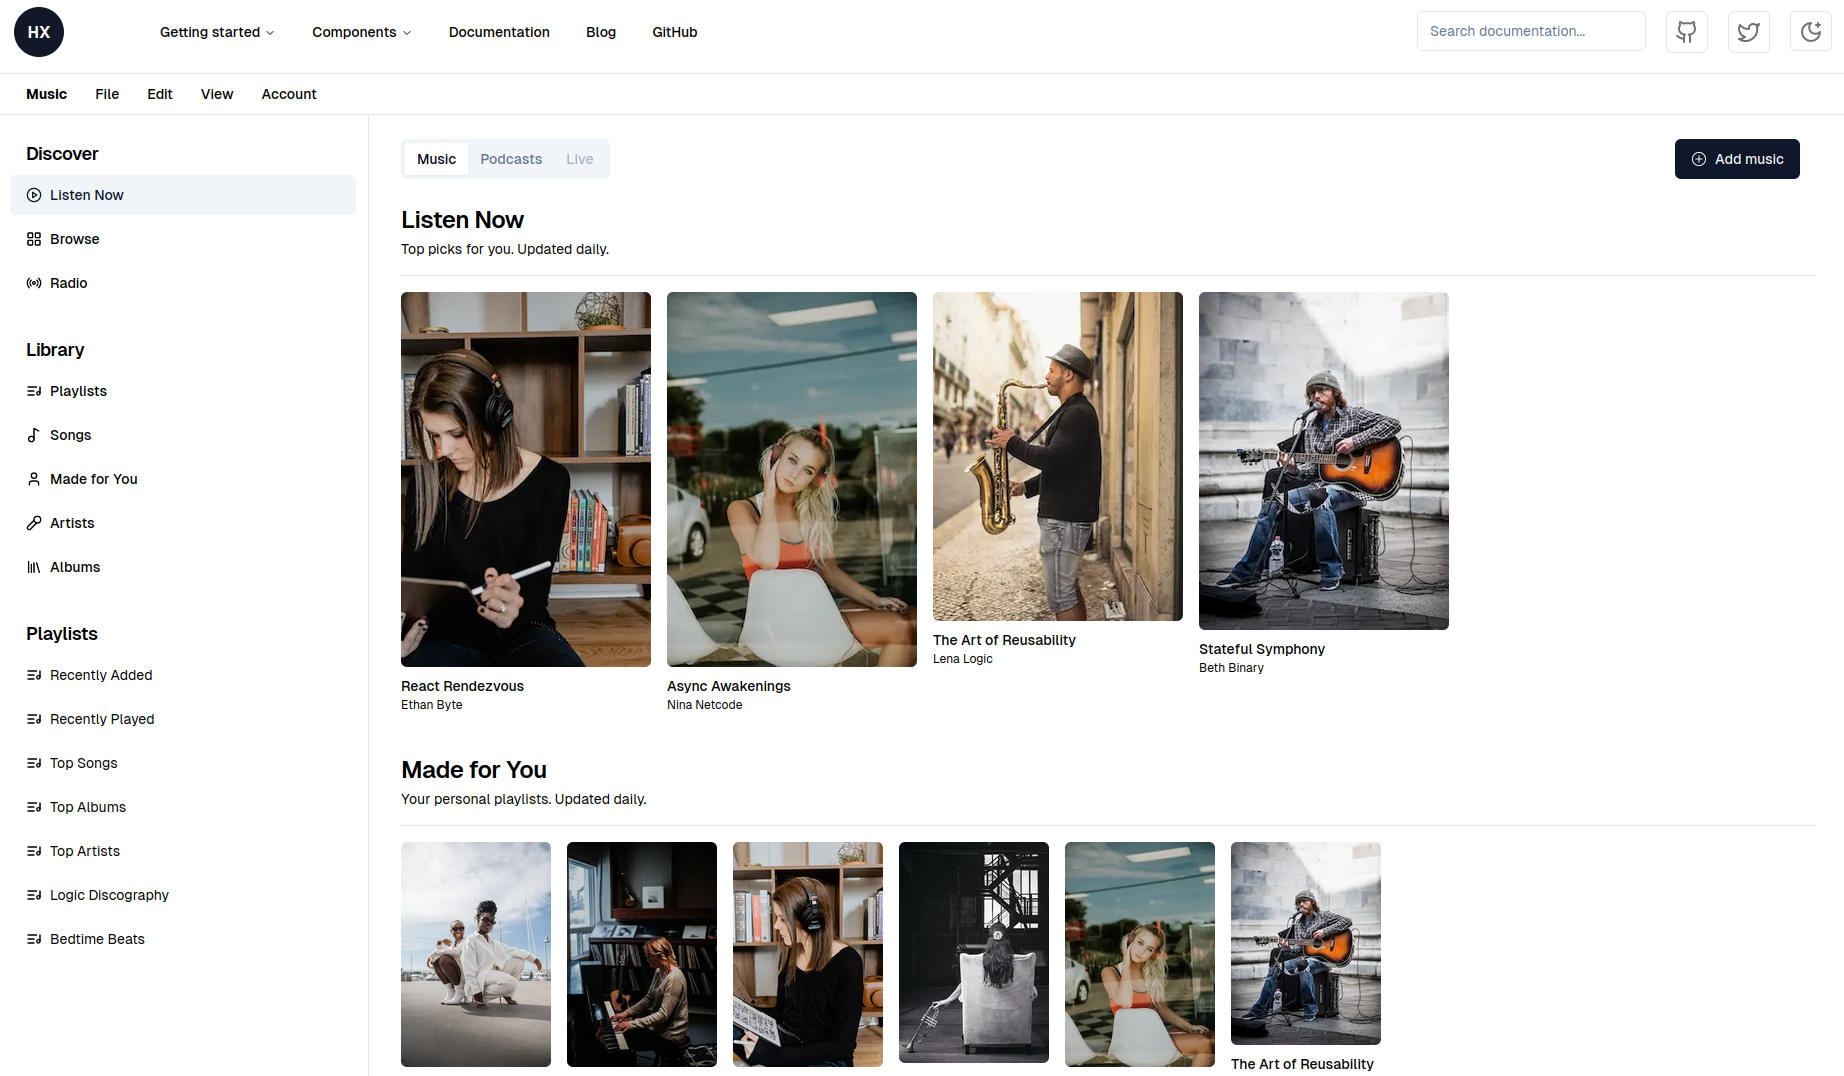 HX
Getting started
Components
Documentation
Blog
GitHub
Search documentation...
Music
File
Edit
View
Account
Discover
Listen Now
Browse
Radio
Library
Playlists
Songs
Made for You
Artists
Albums
Playlists
Recently Added
Recently Played
Top Songs
Top Albums
Top Artists
Logic Discography
Bedtime Beats
Music
Podcasts
Live
Add music
Listen Now
Top picks for you. Updated daily.
React Rendezvous
Ethan Byte
Async Awakenings
Nina Netcode
The Art of Reusability
Lena Logic
CUBE
Stateful Symphony
Beth Binary
Made for You
Your personal playlists. Updated daily.
The Art of Reusability